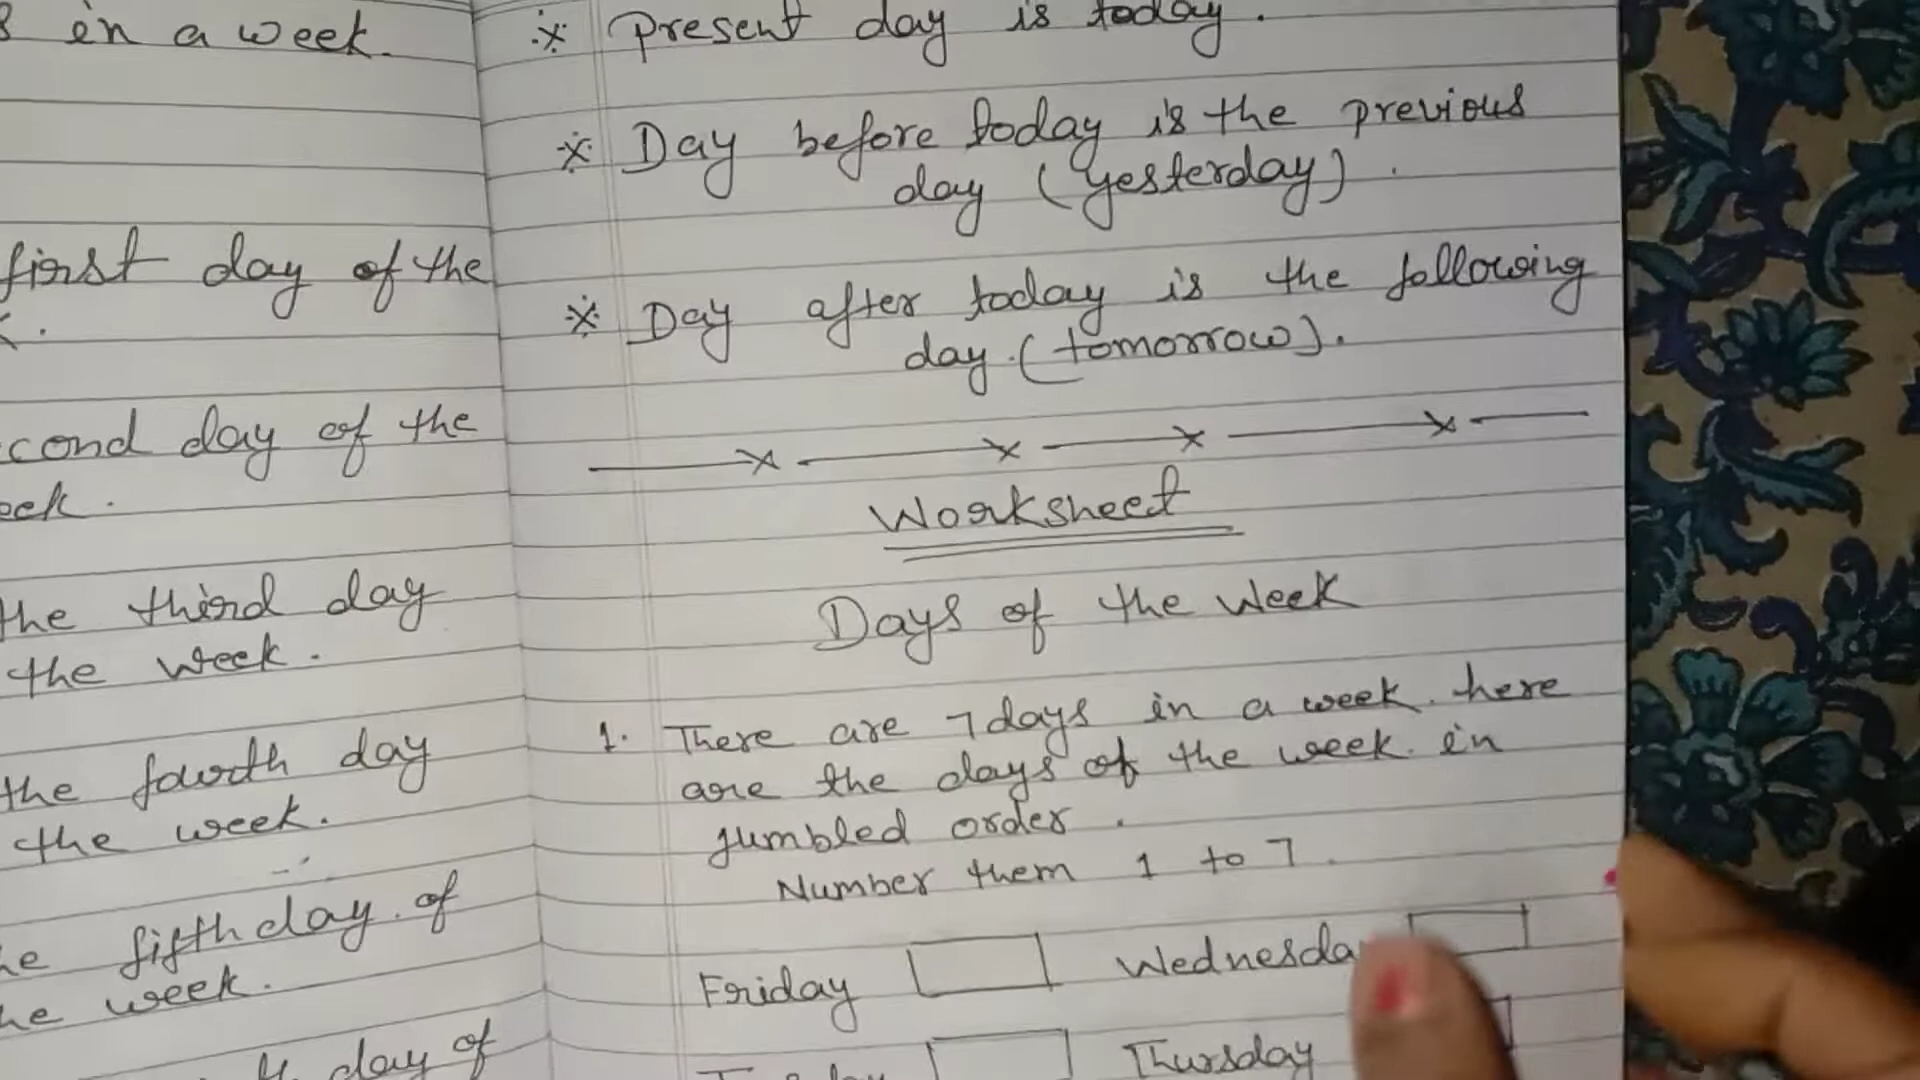 in a week.
first day of the
day of the
the third day
the week.
the fourth day
the week.
fifth day of
week.
day of
Present day is today.
Day before today is the previous
day (yesterday).
Day after today is the following
day (tomorrow).
Worksheet
Days of the Week
1. There are 7 days in a week. here
are the days of the week in
jumbled order.
Number them 1 to 7.
Friday Wednesda
Thursday